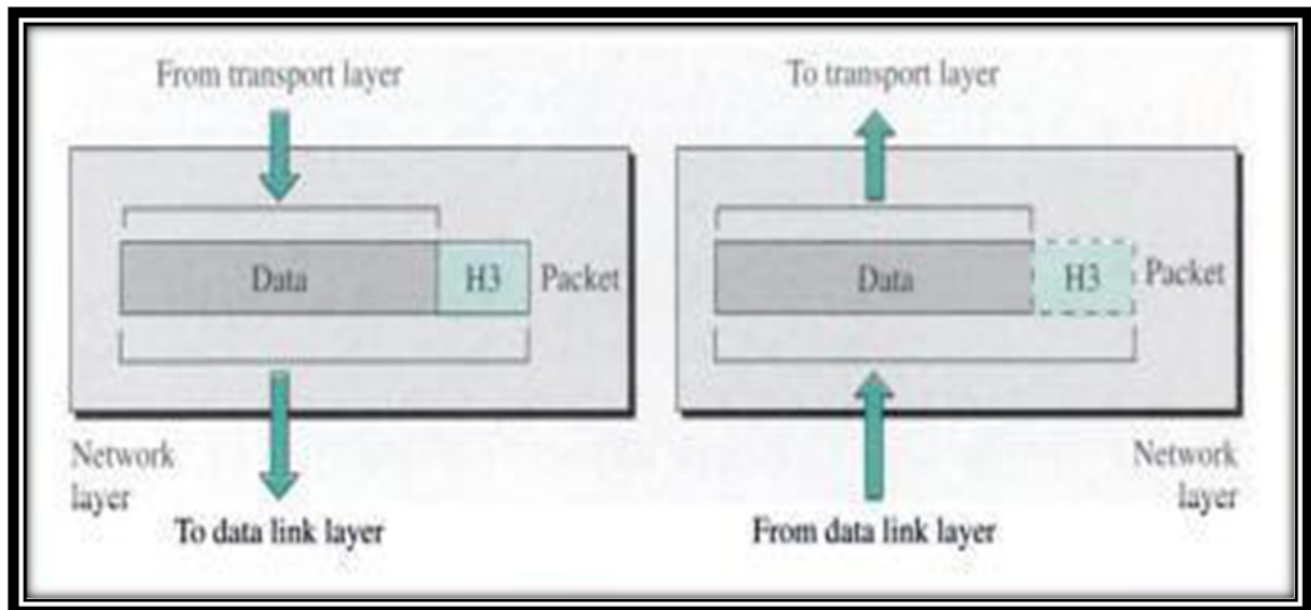 From transport layer
Data
H3
Packet
Network
layer
To data link layer
To transport layer
Data
H3
Packet
Network
layer
From data link layer